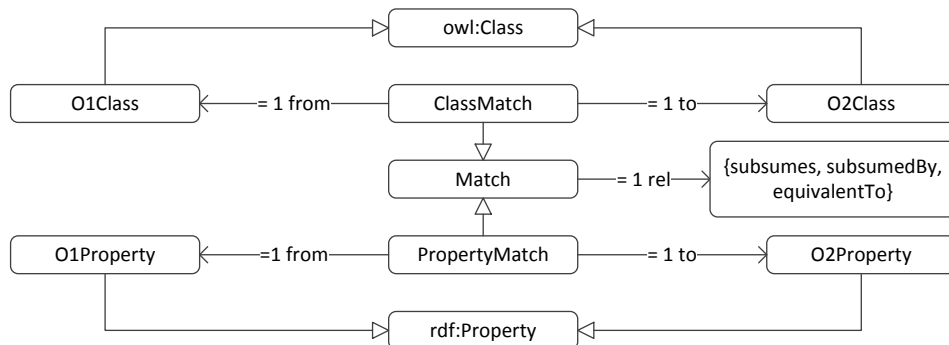 owl:Class
O1Class
= 1 from
ClassMatch
= 1 to
O2Class
Match
= 1 rel
{subsumes, subsumedBy,
equivalentTo}
O1Property
=1 from
PropertyMatch
= 1 to
O2Property
rdf:Property